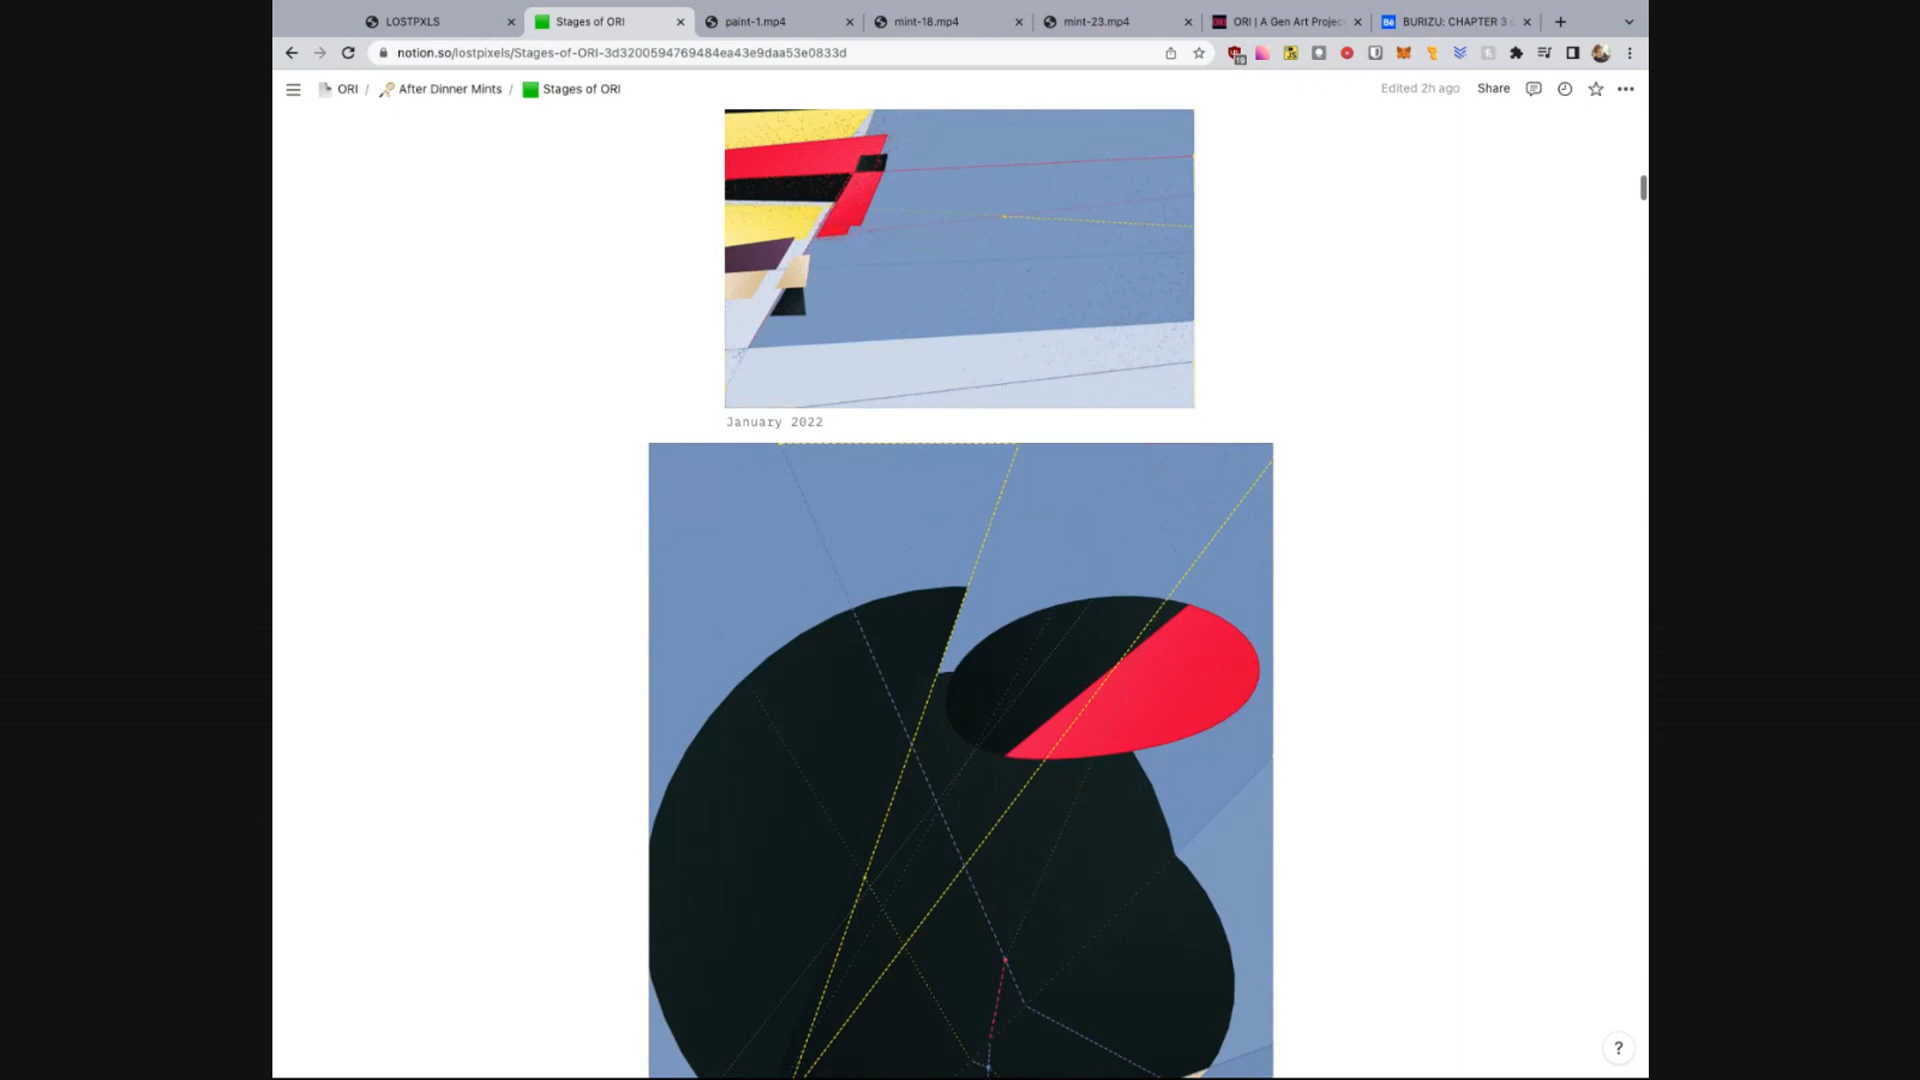 LOSTPXLS
Stages of ORI
paint-1.mp4
mint-18.mp4
mint-23.mp4
ORI | A Gen Art Projec
BURIZU: CHAPTER 3
notion.so/lostpixels/Stages-of-ORI-3d3200594769484ea43e9daa53e0833d
ORI / After Dinner Mints / Stages of ORI
Edited 2h ago
Share
January 2022
?